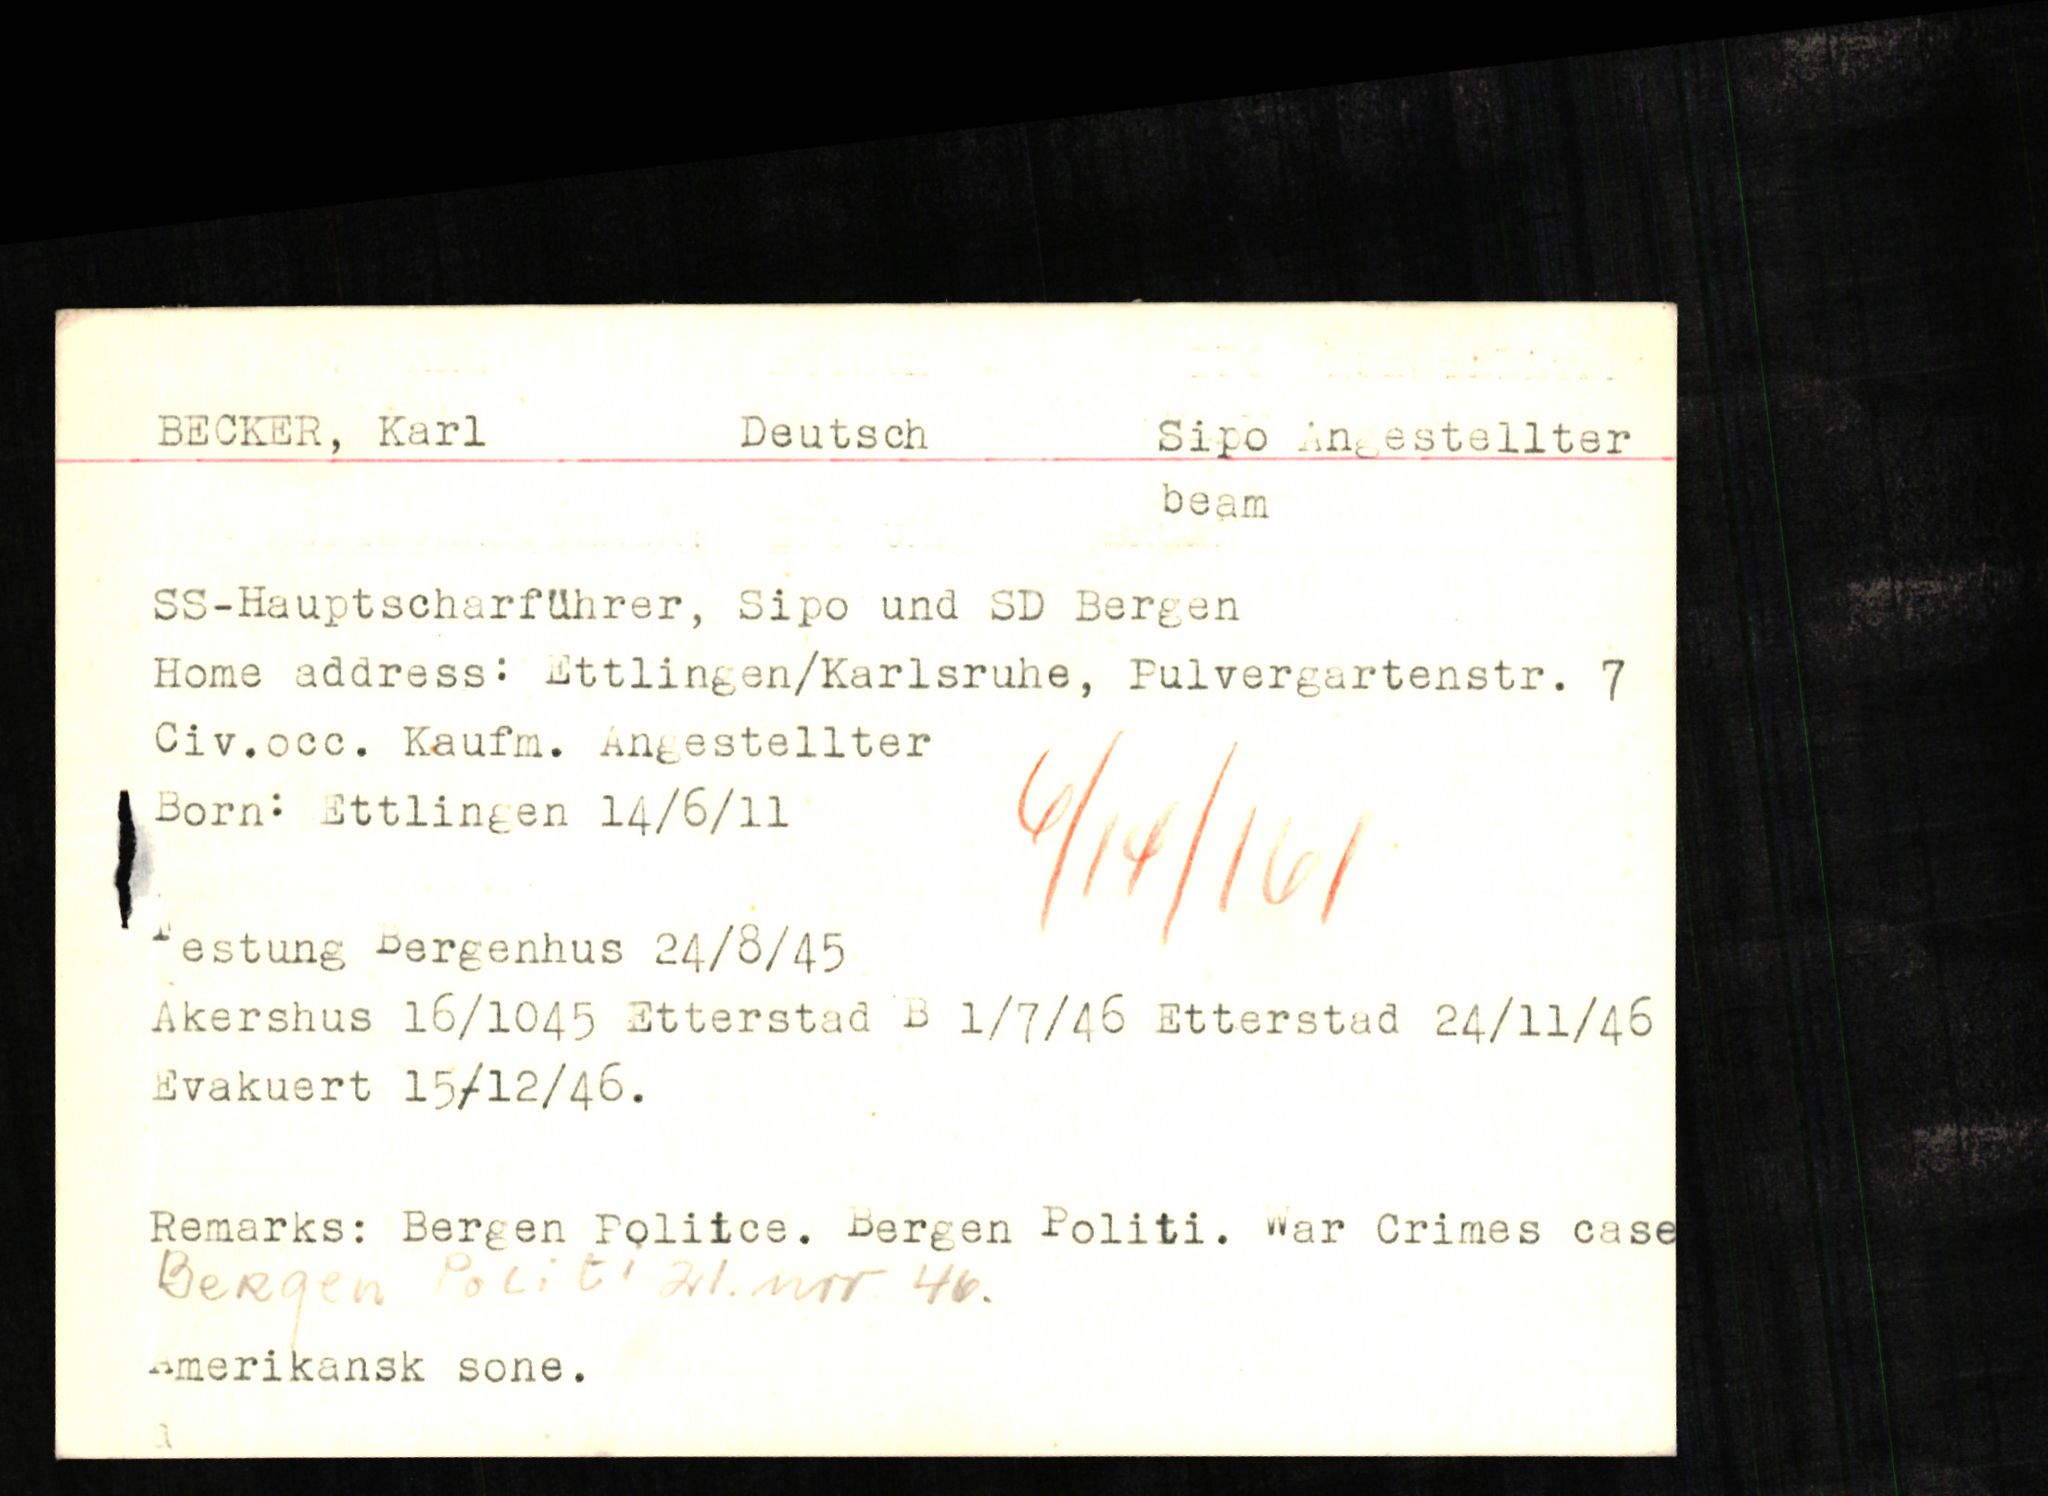 BECKER, Karl Deutsch Sipo Angestellter
beam
SS-Hauptscharführer, Sipo und SD Bergen
Home address: Ettlingen/Karlsruhe, Pulvergartenstr. 7
Civ.occ. Kaufm. Angestellter
Born: Ettlingen 14/6/11
6/14/161
Festung Bergenhus 24/8/45
Akershus 16/1045 Etterstad B 1/7/46 Etterstad 24/11/46
Evakuert 15/12/46.
Remarks: Bergen Politce. Bergen Politi. War Crimes case
Bergen Politi 21. nov. 46.
Amerikansk sone.